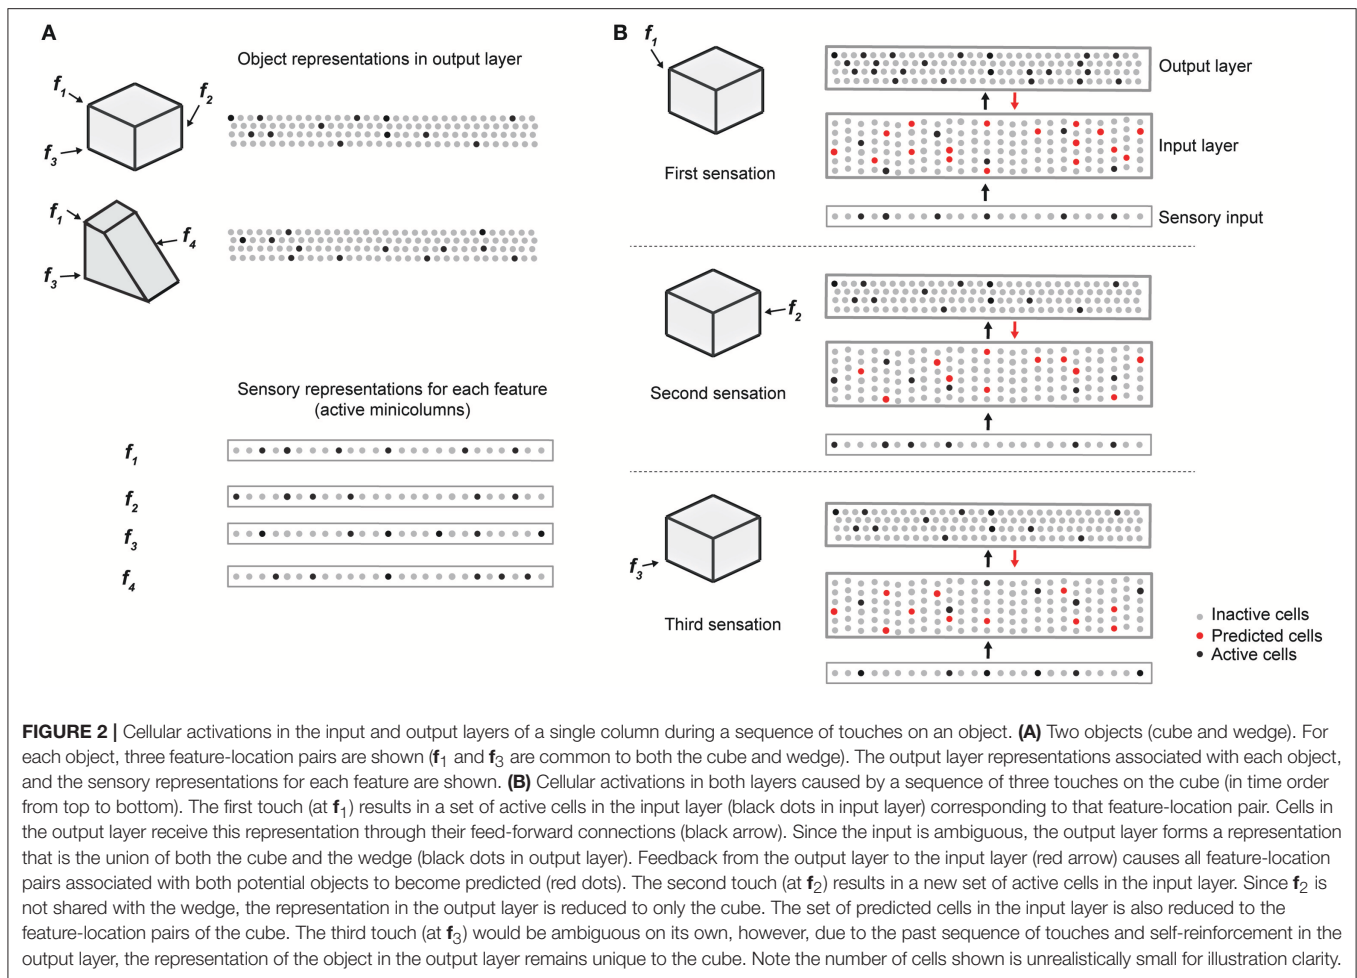 A
Object representations in output layer
f1
f2
f3
f1
f4
f3
Sensory representations for each feature
(active minicolumns)
f1
f2
f3
f4
B
f1
First sensation
Output layer
Input layer
Sensory input
f2
Second sensation
f3
Third sensation
Inactive cells
Predicted cells
Active cells
FIGURE 2 | Cellular activations in the input and output layers of a single column during a sequence of touches on an object. (A) Two objects (cube and wedge). For
each object, three feature-location pairs are shown (f1 and f3 are common to both the cube and wedge). The output layer representations associated with each object,
and the sensory representations for each feature are shown. (B) Cellular activations in both layers caused by a sequence of three touches on the cube (in time order
from top to bottom). The first touch (at f1) results in a set of active cells in the input layer (black dots in input layer) corresponding to that feature-location pair. Cells in
the output layer receive this representation through their feed-forward connections (black arrow). Since the input is ambiguous, the output layer forms a representation
that is the union of both the cube and the wedge (black dots in output layer). Feedback from the output layer to the input layer (red arrow) causes all feature-location
pairs associated with both potential objects to become predicted (red dots). The second touch (at f2) results in a new set of active cells in the input layer. Since f2 is
not shared with the wedge, the representation in the output layer is reduced to only the cube. The set of predicted cells in the input layer is also reduced to the
feature-location pairs of the cube. The third touch (at f3) would be ambiguous on its own, however, due to the past sequence of touches and self-reinforcement in the
output layer, the representation of the object in the output layer remains unique to the cube. Note the number of cells shown is unrealistically small for illustration clarity.